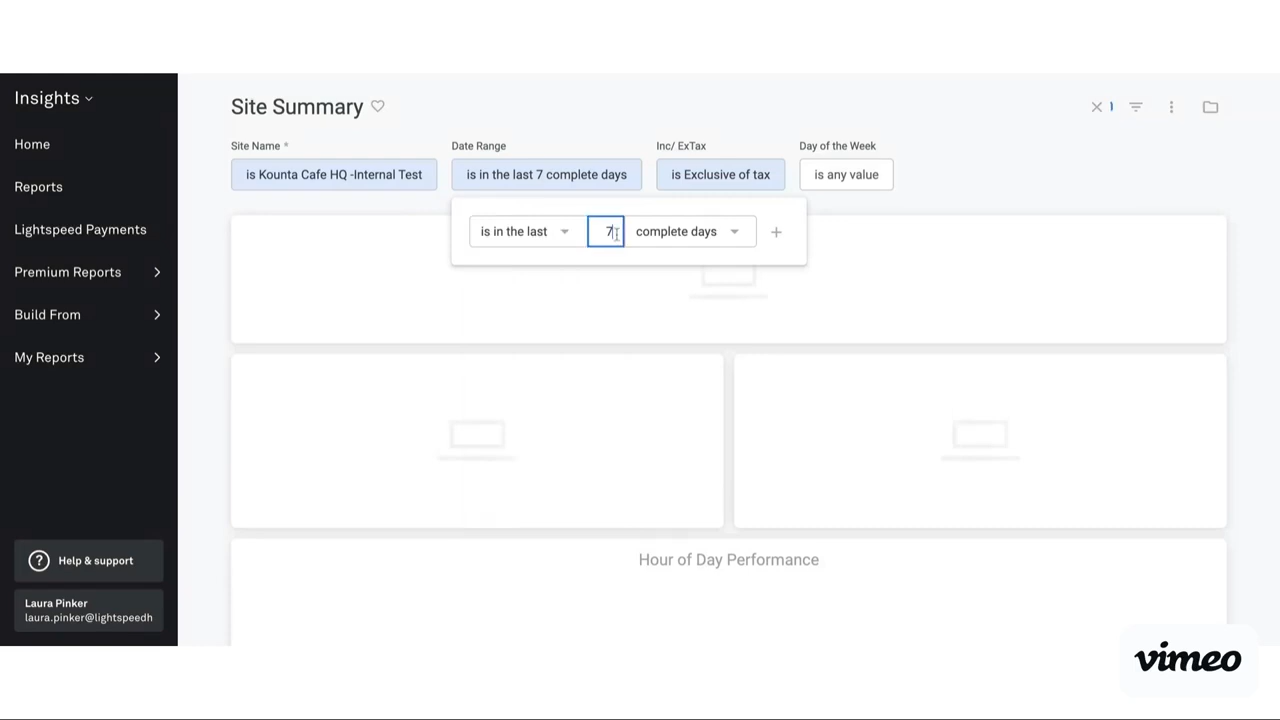 Insights
Home
Reports
Lightspeed Payments
Premium Reports
Build From
My Reports
Help & support
Laura Pinker
laura.pinker@lightspeedh
Site Summary
Site Name *
Date Range
Inc/ ExTax
Day of the Week
is Kounta Cafe HQ -Internal Test
is in the last 7 complete days
is Exclusive of tax
is any value
is in the last
7
complete days
Hour of Day Performance
vimeo